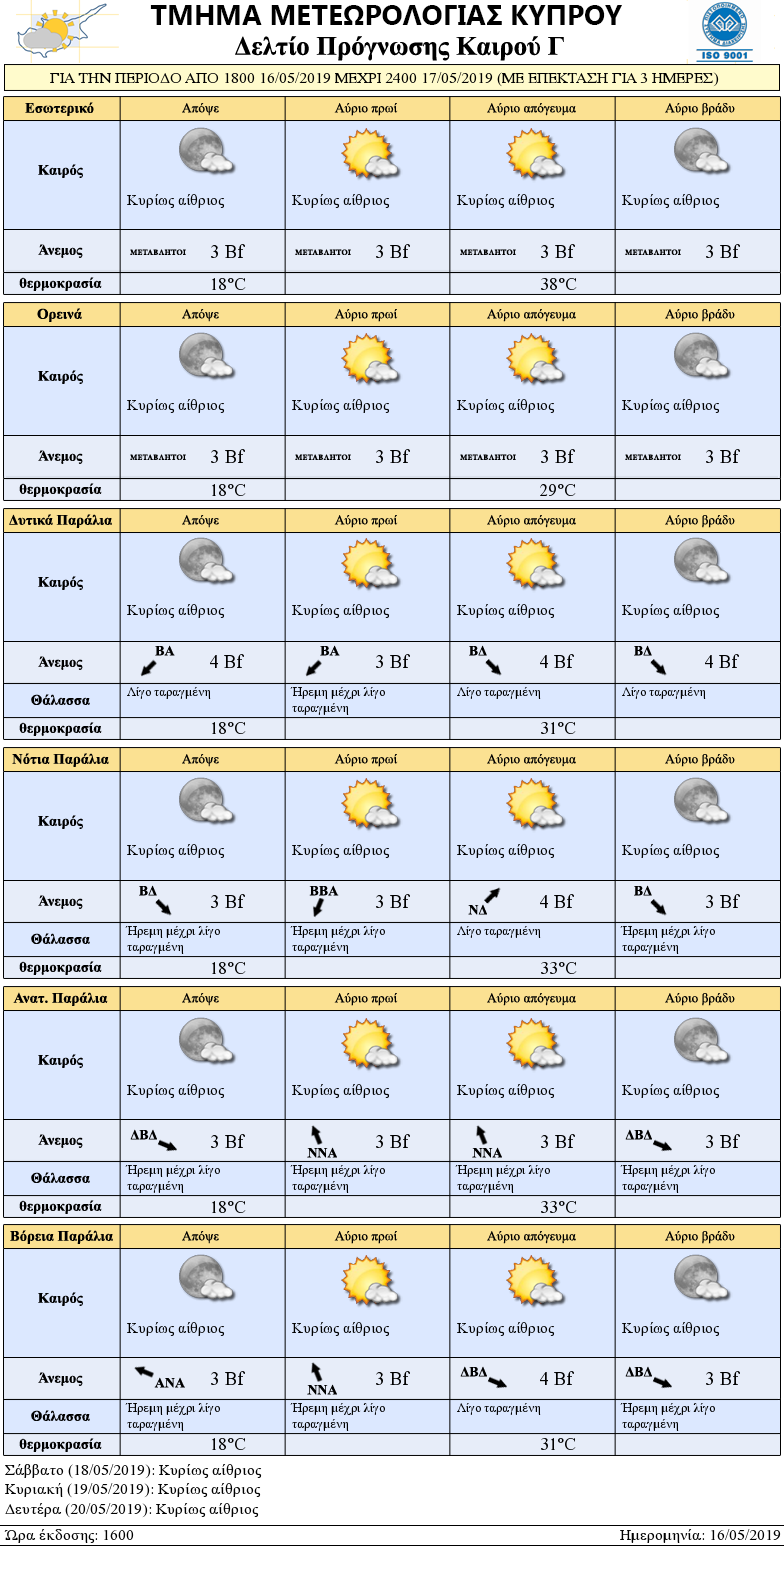 ΤΜΗΜΑ ΜΕΤΕΩΡΟΛΟΓΙΑΣ ΚΥΠΡΟΥ
Δελτίο Πρόγνωσης Καιρού Γ
ISO 9001
ΓΙΑ ΤΗΝ ΠΕΡΙΟΔΟ ΑΠΟ 1800 16/05/2019 ΜΕΧΡΙ 2400 17/05/2019 (ΜΕ ΕΠΕΚΤΑΣΗ ΓΙΑ 3 ΗΜΕΡΕΣ)
Εσωτερικό Απόψε Αύριο πρωί Αύριο απόγευμα Αύριο βράδυ
Καιρός
Κυρίως αίθριος Κυρίως αίθριος Κυρίως αίθριος Κυρίως αίθριος
Άνεμος ΜΕΤΑΒΛΗΤΟΙ 3 Bf ΜΕΤΑΒΛΗΤΟΙ 3 Bf ΜΕΤΑΒΛΗΤΟΙ 3 Bf ΜΕΤΑΒΛΗΤΟΙ 3 Bf
θερμοκρασία 18°C 38°C
Ορεινά Απόψε Αύριο πρωί Αύριο απόγευμα Αύριο βράδυ
Καιρός
Κυρίως αίθριος Κυρίως αίθριος Κυρίως αίθριος Κυρίως αίθριος
Άνεμος ΜΕΤΑΒΛΗΤΟΙ 3 Bf ΜΕΤΑΒΛΗΤΟΙ 3 Bf ΜΕΤΑΒΛΗΤΟΙ 3 Bf ΜΕΤΑΒΛΗΤΟΙ 3 Bf
θερμοκρασία 18°C 29°C
Δυτικά Παράλια Απόψε Αύριο πρωί Αύριο απόγευμα Αύριο βράδυ
Καιρός
Κυρίως αίθριος Κυρίως αίθριος Κυρίως αίθριος Κυρίως αίθριος
Άνεμος ΒΑ 4 Bf ΒΑ 3 Bf ΒΔ 4 Bf ΒΔ 4 Bf
Θάλασσα Λίγο ταραγμένη Ήρεμη μέχρι λίγο ταραγμένη Λίγο ταραγμένη Λίγο ταραγμένη
θερμοκρασία 18°C 31°C
Νότια Παράλια Απόψε Αύριο πρωί Αύριο απόγευμα Αύριο βράδυ
Καιρός
Κυρίως αίθριος Κυρίως αίθριος Κυρίως αίθριος Κυρίως αίθριος
Άνεμος ΒΔ 3 Bf ΒΒΑ 3 Bf ΝΔ 4 Bf ΒΔ 3 Bf
Θάλασσα Ήρεμη μέχρι λίγο ταραγμένη Ήρεμη μέχρι λίγο ταραγμένη Λίγο ταραγμένη Ήρεμη μέχρι λίγο ταραγμένη
θερμοκρασία 18°C 33°C
Ανατ. Παράλια Απόψε Αύριο πρωί Αύριο απόγευμα Αύριο βράδυ
Καιρός
Κυρίως αίθριος Κυρίως αίθριος Κυρίως αίθριος Κυρίως αίθριος
Άνεμος ΔΒΔ 3 Bf ΝΝΑ 3 Bf ΝΝΑ 3 Bf ΔΒΔ 3 Bf
Θάλασσα Ήρεμη μέχρι λίγο ταραγμένη Ήρεμη μέχρι λίγο ταραγμένη Ήρεμη μέχρι λίγο ταραγμένη Ήρεμη μέχρι λίγο ταραγμένη
θερμοκρασία 18°C 33°C
Βόρεια Παράλια Απόψε Αύριο πρωί Αύριο απόγευμα Αύριο βράδυ
Καιρός
Κυρίως αίθριος Κυρίως αίθριος Κυρίως αίθριος Κυρίως αίθριος
Άνεμος ΑΝΑ 3 Bf ΝΝΑ 3 Bf ΔΒΔ 4 Bf ΔΒΔ 3 Bf
Θάλασσα Ήρεμη μέχρι λίγο ταραγμένη Ήρεμη μέχρι λίγο ταραγμένη Λίγο ταραγμένη Ήρεμη μέχρι λίγο ταραγμένη
θερμοκρασία 18°C 31°C
Σάββατο (18/05/2019): Κυρίως αίθριος
Κυριακή (19/05/2019): Κυρίως αίθριος
Δευτέρα (20/05/2019): Κυρίως αίθριος
Ώρα έκδοσης: 1600 Ημερομηνία: 16/05/2019